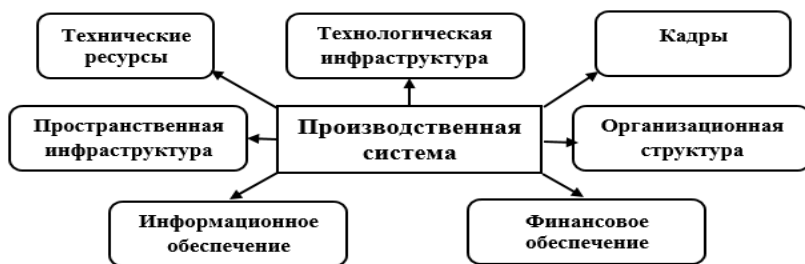 Технические
ресурсы
Технологическая
инфраструктура
Кадры
Пространственная
инфраструктура
Производственная
система
Организационная
структура
Информационное
обеспечение
Финансовое
обеспечение